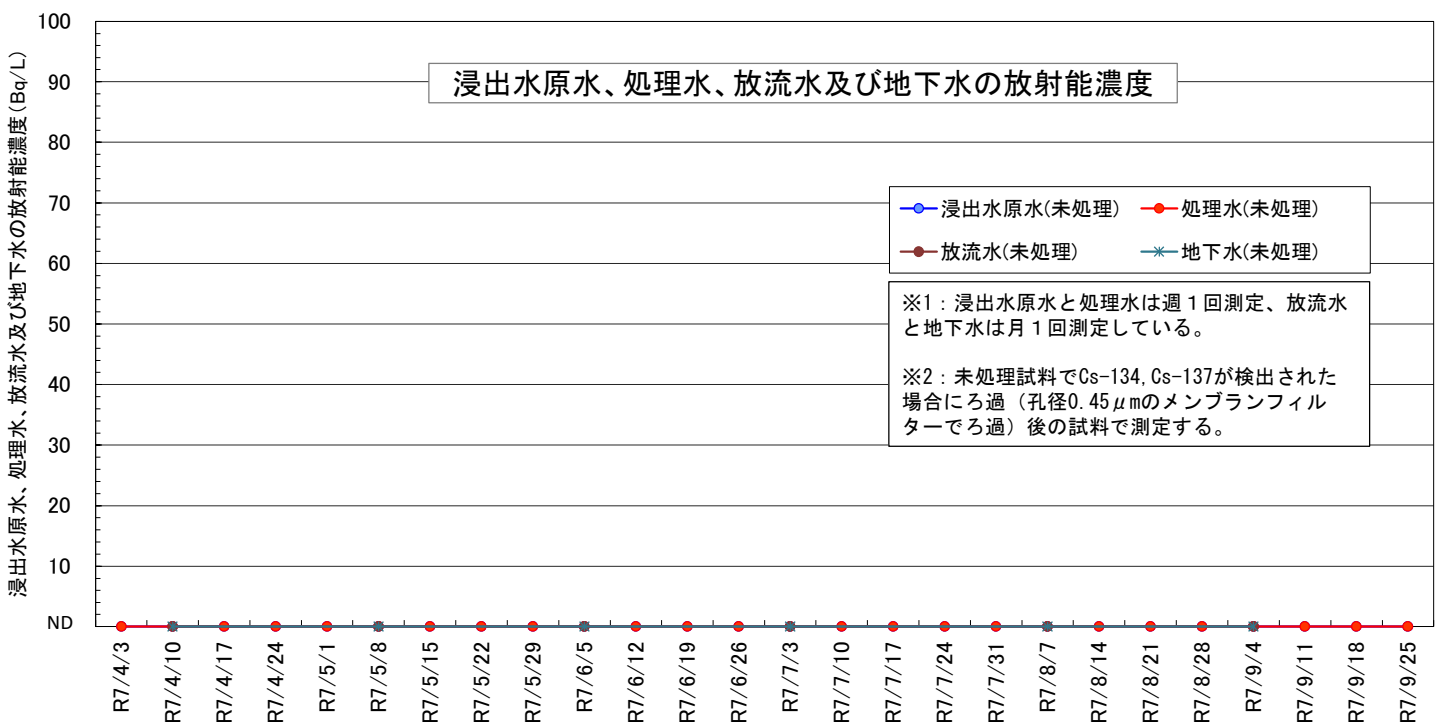 浸出水原水、処理水、放流水及び地下水の放射能濃度
浸出水原水、処理水、放流水及び地下水の放射能濃度(Bq/L)
100
90
80
70
60
50
40
30
20
10
ND
浸出水原水(未処理)
処理水(未処理)
放流水(未処理)
地下水(未処理)
※1：浸出水原水と処理水は週１回測定、放流水
と地下水は月１回測定している。
※2：未処理試料でCs-134,Cs-137が検出された
場合にろ過（孔径0.45μmのメンブランフィル
ターでろ過）後の試料で測定する。
R7/4/3
R7/4/10
R7/4/17
R7/4/24
R7/5/1
R7/5/8
R7/5/15
R7/5/22
R7/5/29
R7/6/5
R7/6/12
R7/6/19
R7/6/26
R7/7/3
R7/7/10
R7/7/17
R7/7/24
R7/7/31
R7/8/7
R7/8/14
R7/8/21
R7/8/28
R7/9/4
R7/9/11
R7/9/18
R7/9/25